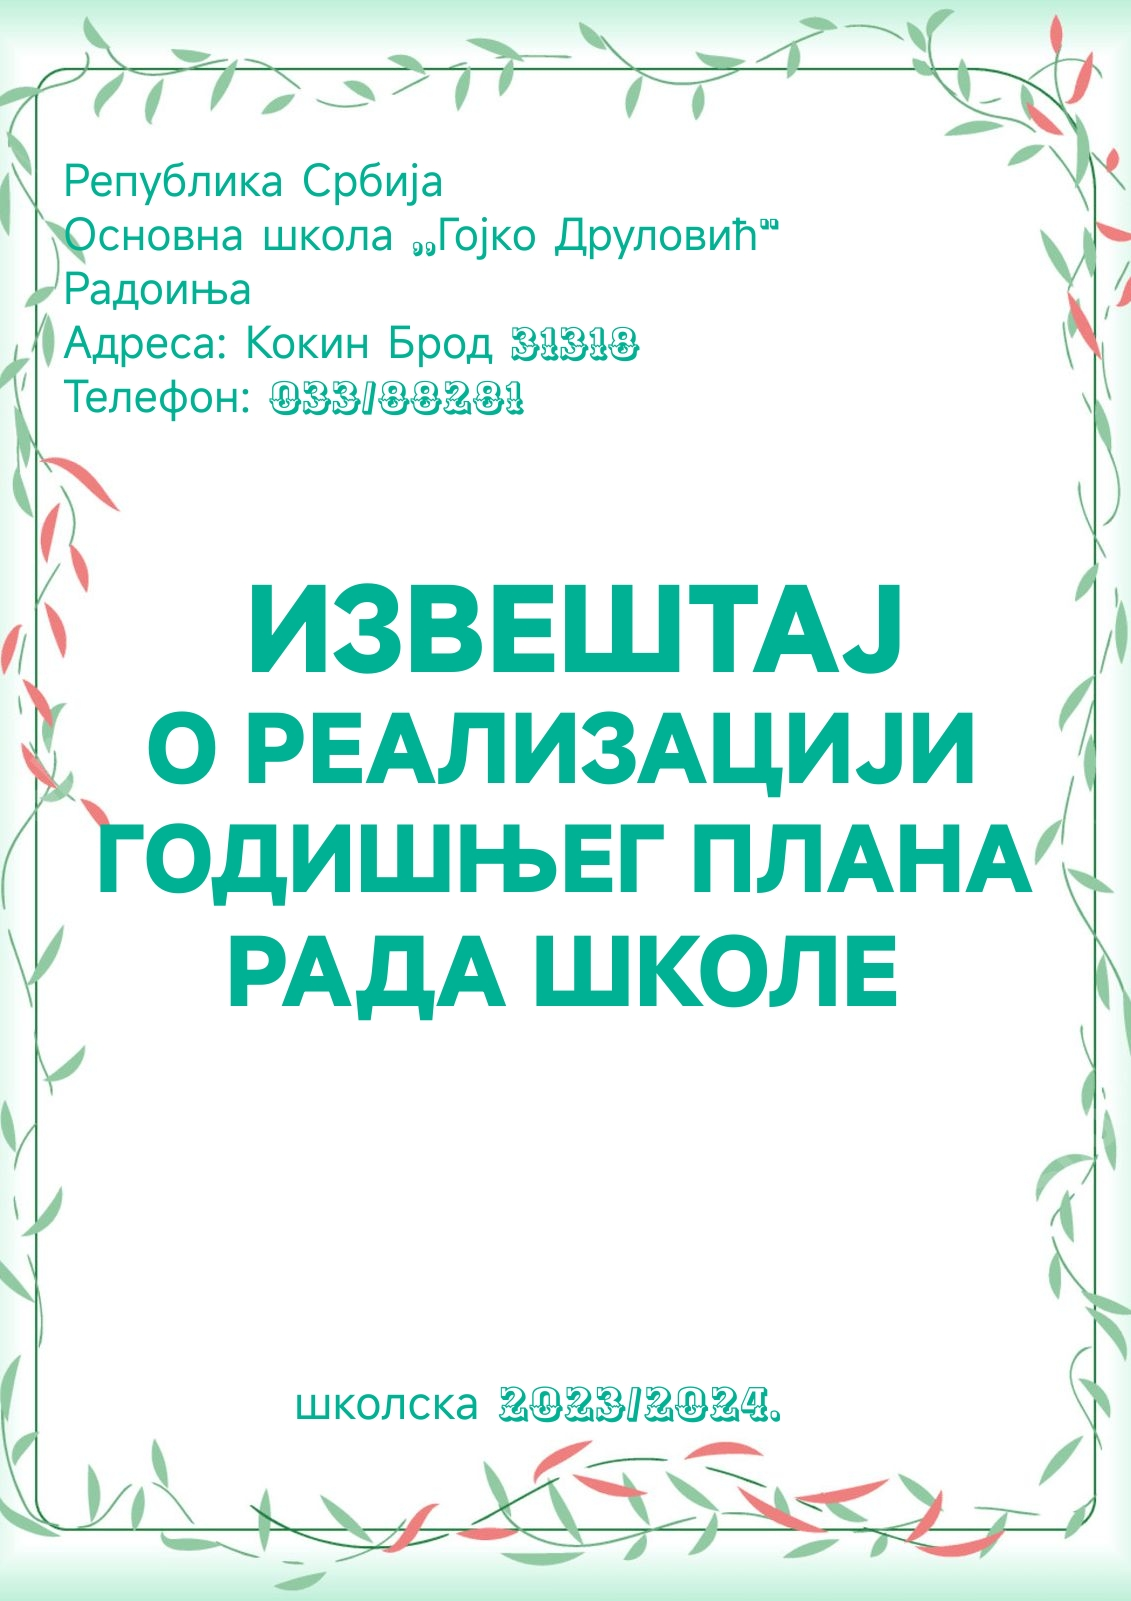 Република Србија
Основна школа „Гојко Друловић“
Радоиња
Адреса: Кокин Брод 31318
Телефон: 033/88281
ИЗВЕШТАЈ
О РЕАЛИЗАЦИЈИ
ГОДИШЊЕГ ПЛАНА
РАДА ШКОЛЕ
школска 2023/2024.